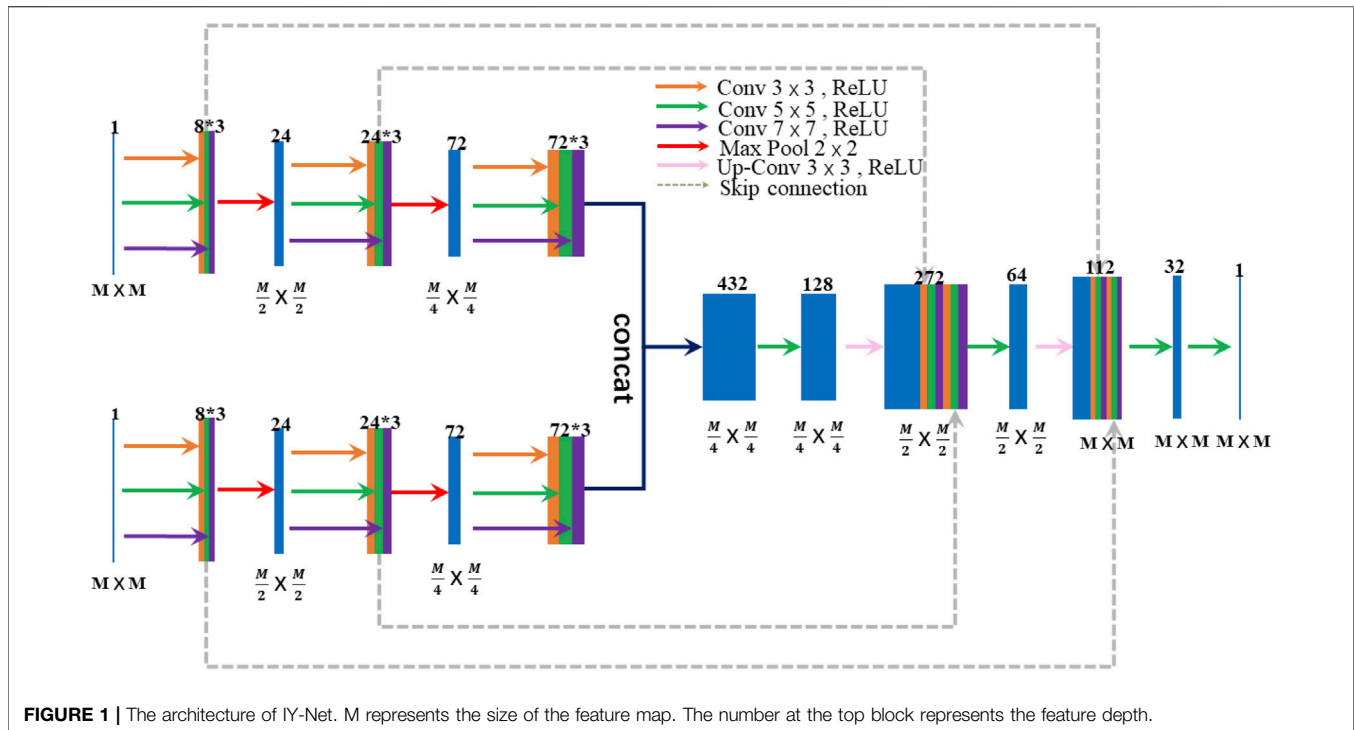 Conv 3 × 3 , ReLU
Conv 5 × 5 , ReLU
Conv 7 × 7 , ReLU
Max Pool 2 × 2
Up-Conv 3 × 3 , ReLU
Skip connection
1
8*3
24
24*3
72
72*3
M X M
M/2 X M/2
M/4 X M/4
concat
432
128
272
64
112
32
1
M/4 X M/4
M/4 X M/4
M/2 X M/2
M/2 X M/2
M X M
M X M
M X M
1
8*3
24
24*3
72
72*3
M X M
M/2 X M/2
M/4 X M/4
FIGURE 1 | The architecture of IY-Net. M represents the size of the feature map. The number at the top block represents the feature depth.